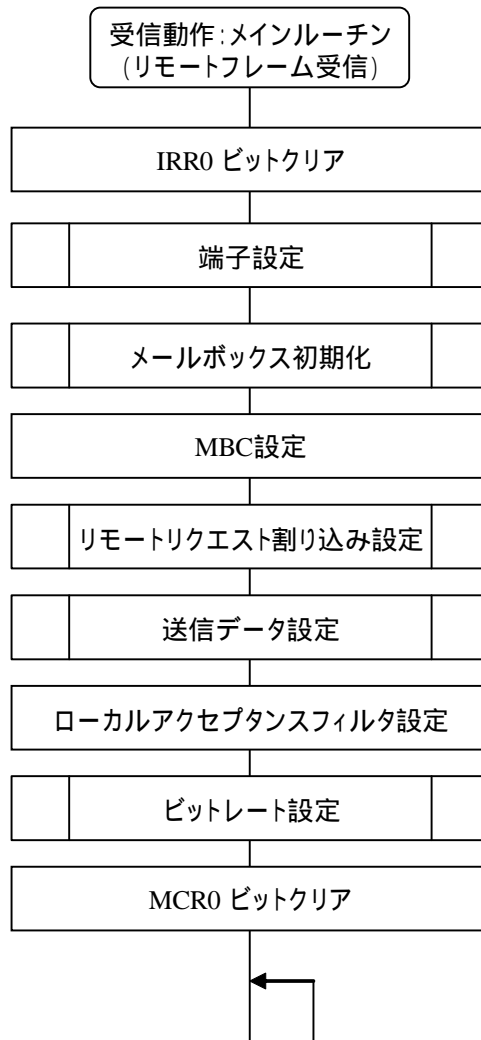 受信動作:メインルーチン
(リモートフレーム受信)
IRR0 ビットクリア
端子設定
メールボックス初期化
MBC設定
リモートリクエスト割り込み設定
送信データ設定
ローカルアクセプタンスフィルタ設定
ビットレート設定
MCR0 ビットクリア